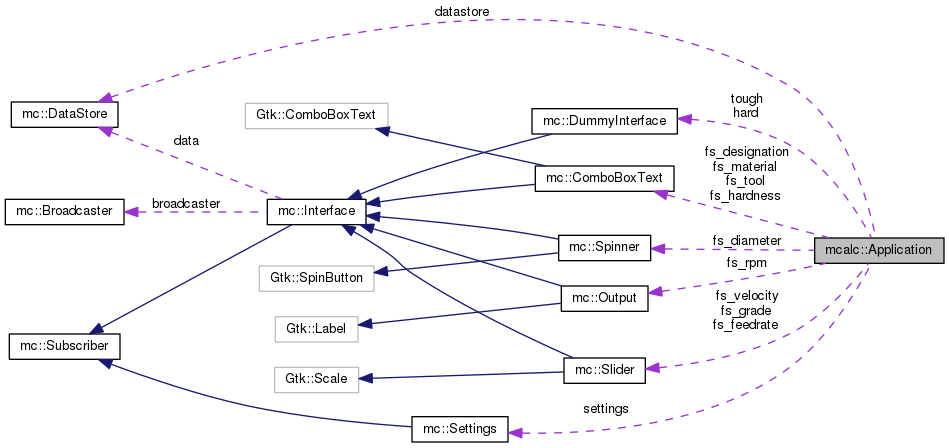 datastore
mc::DataStore
Gtk::ComboBoxText
mc::DummyInterface
tough
hard
data
fs_designation
fs_material
fs_tool
fs_hardness
mc::ComboBoxText
mc::Broadcaster
broadcaster
mc::Interface
mc::Spinner
fs_diameter
mcalc::Application
Gtk::SpinButton
fs_rpm
mc::Output
fs_velocity
fs_grade
fs_feedrate
Gtk::Label
mc::Subscriber
Gtk::Scale
mc::Slider
settings
mc::Settings